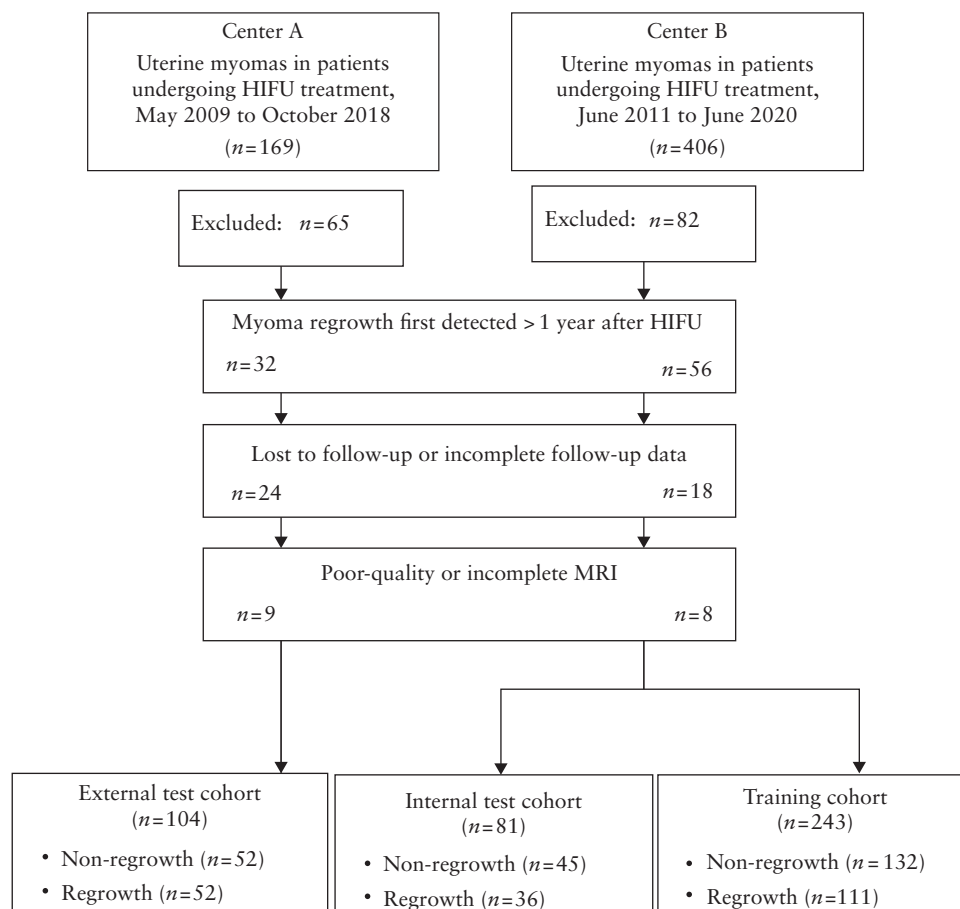 Center A
Uterine myomas in patients
undergoing HIFU treatment,
May 2009 to October 2018
(n=169)
Center B
Uterine myomas in patients
undergoing HIFU treatment,
June 2011 to June 2020
(n=406)
Excluded: n=65
Excluded: n=82
Myoma regrowth first detected >1 year after HIFU
n=32
n=56
Lost to follow-up or incomplete follow-up data
n=24
n=18
Poor-quality or incomplete MRI
n=9
n=8
External test cohort
(n=104)
• Non-regrowth (n=52)
• Regrowth (n=52)
Internal test cohort
(n=81)
• Non-regrowth (n=45)
• Regrowth (n=36)
Training cohort
(n=243)
• Non-regrowth (n=132)
• Regrowth (n=111)